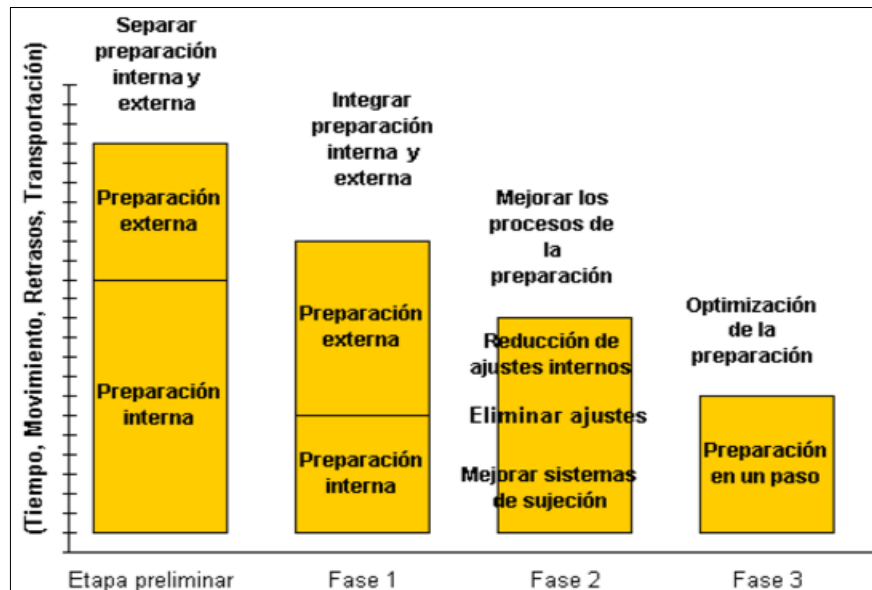 (Tiempo, Movimiento, Retrasos, Transportación)
Separar
preparación
interna y
externa
Preparación
externa
Preparación
interna
Integrar
preparación
interna y
externa
Preparación
externa
Preparación
interna
Mejorar los
procesos de
la
preparación
Reducción de
ajustes internos
Eliminar ajustes
Mejorar sistemas
de sujeción
Optimización
de la
preparación
Preparación
en un paso
Etapa preliminar
Fase 1
Fase 2
Fase 3